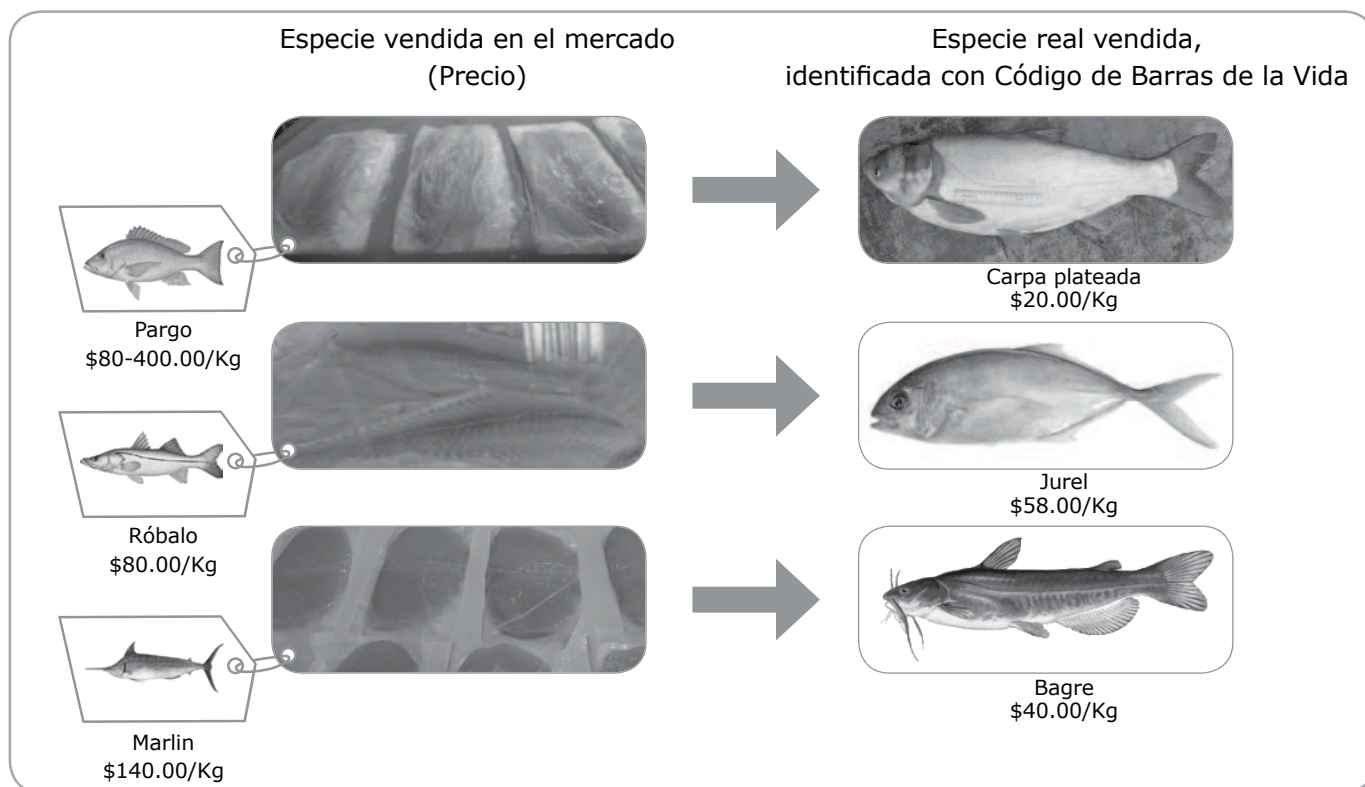 Especie vendida en el mercado
(Precio)
Especie real vendida,
identificada con Código de Barras de la Vida
Pargo
$80-400.00/Kg
Carpa plateada
$20.00/Kg
Róbalo
$80.00/Kg
Jurel
$58.00/Kg
Marlin
$140.00/Kg
Bagre
$40.00/Kg